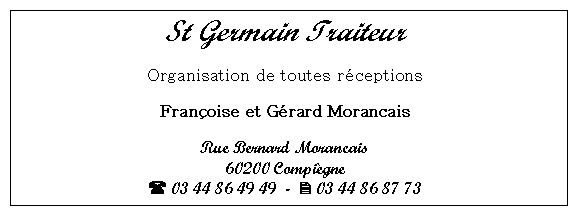 St Germain Traiteur
Organisation de toutes réceptions
Françoise et Gérard Morancais
Rue Bernard Morancais
60200 Compiègne
☎ 03 44 86 49 49 - 🖹 03 44 86 87 73